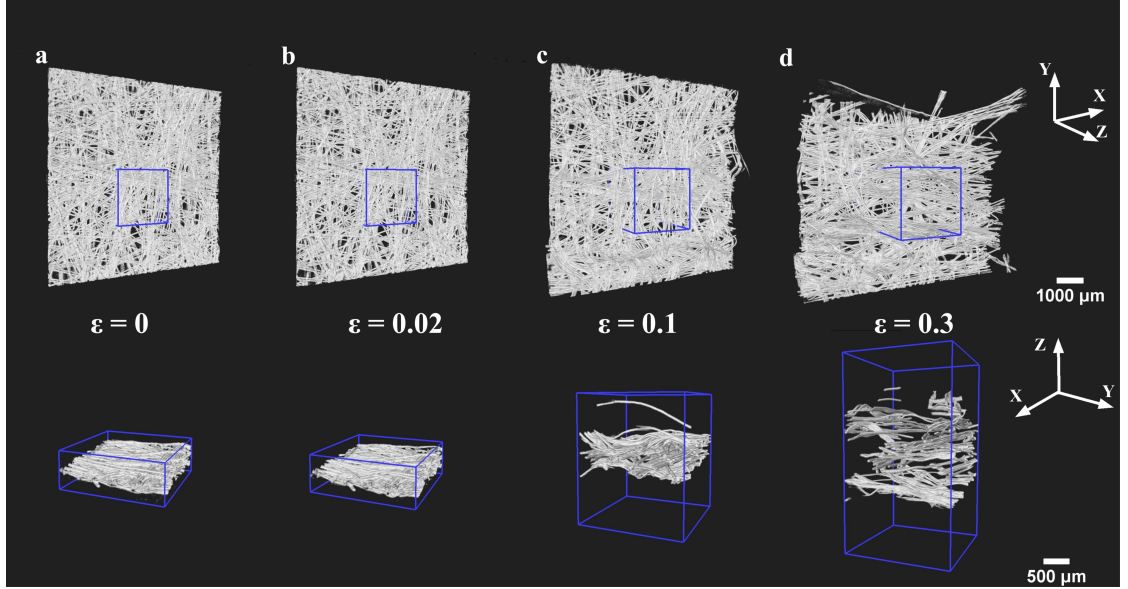 a
b
c
d
Y
X
Z
1000 µm
ε = 0
ε = 0.02
ε = 0.1
ε = 0.3
Z
X
Y
500 µm